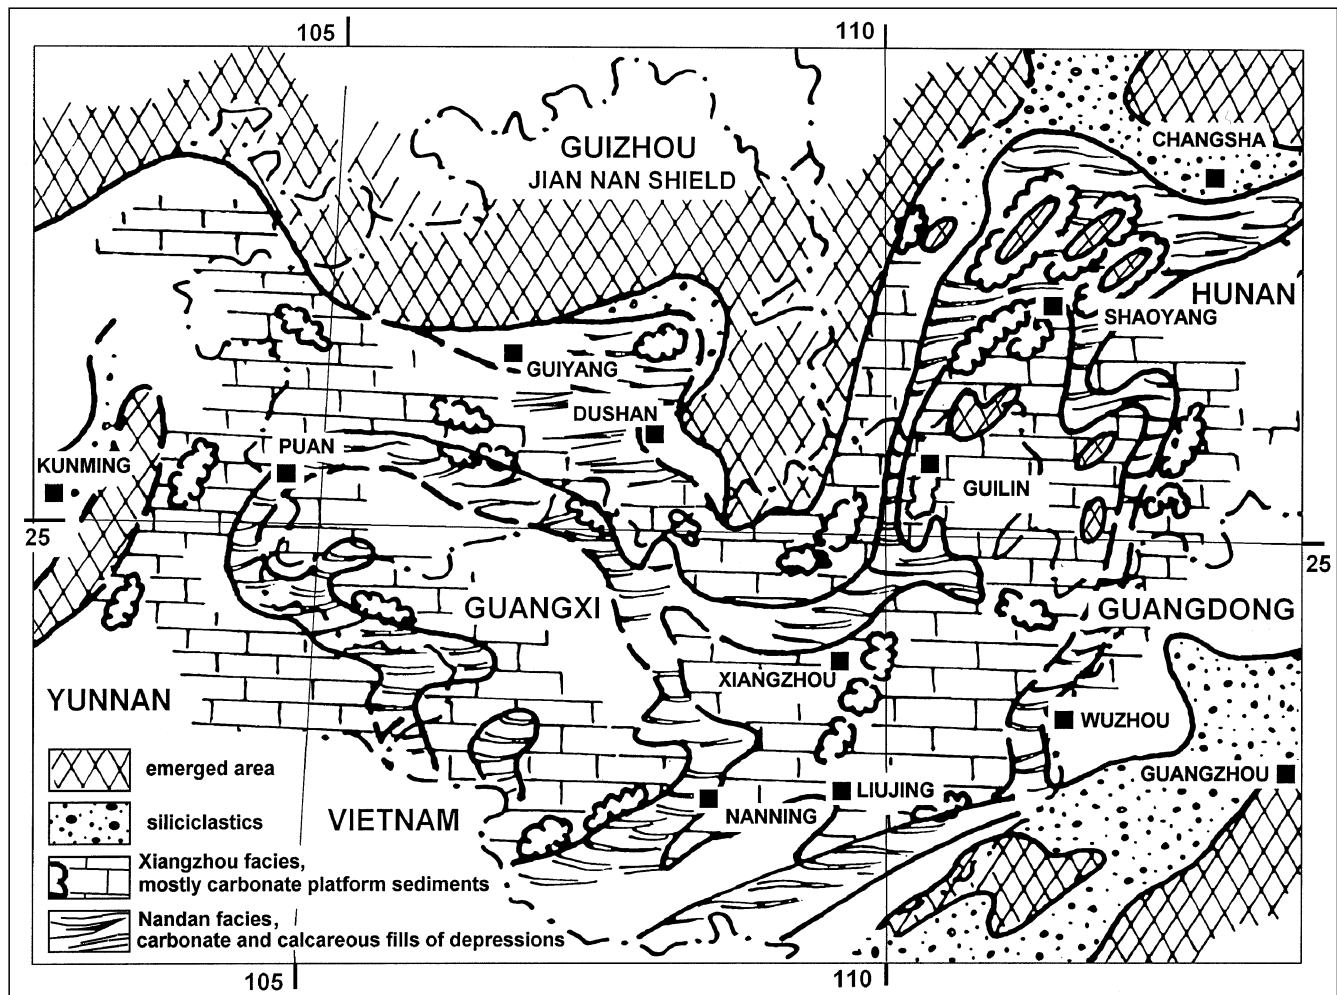 105
110
CHANGSHA
GUIZHOU
JIAN NAN SHIELD
HUNAN
SHAOYANG
GUIYANG
DUSHAN
PUAN
KUNMING
GUILIN
25
25
GUANGXI
GUANGDONG
XIANGZHOU
YUNNAN
WUZHOU
emerged area
GUANGZHOU
LIUJING
siliciclastics
VIETNAM
NANNING
Xiangzhou facies,
mostly carbonate platform sediments
Nandan facies,
carbonate and calcareous fills of depressions
105
110